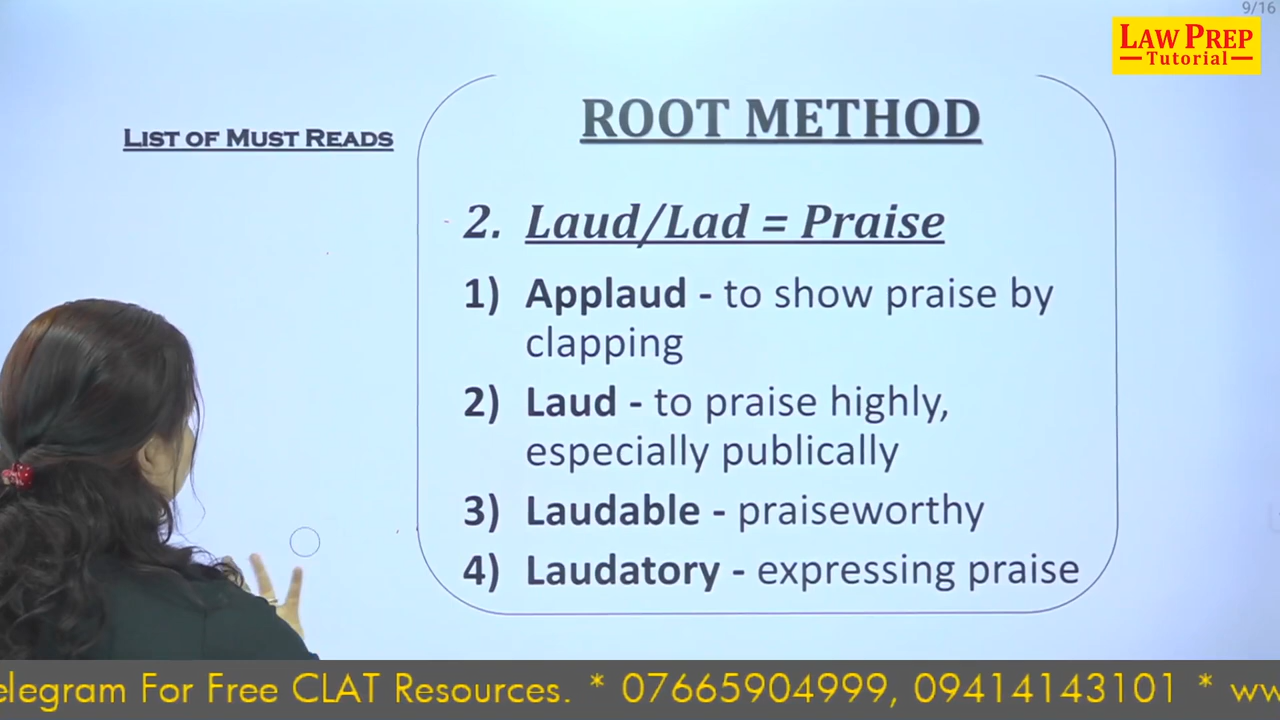 9/16
LAW PREP
Tutorial
LIST OF MUST READS
ROOT METHOD
2. Laud/Lad = Praise
1) Applaud - to show praise by
clapping
2) Laud - to praise highly,
especially publically
3) Laudable - praiseworthy
4) Laudatory - expressing praise
elegram For Free CLAT Resources. * 07665904999, 09414143101 * ww